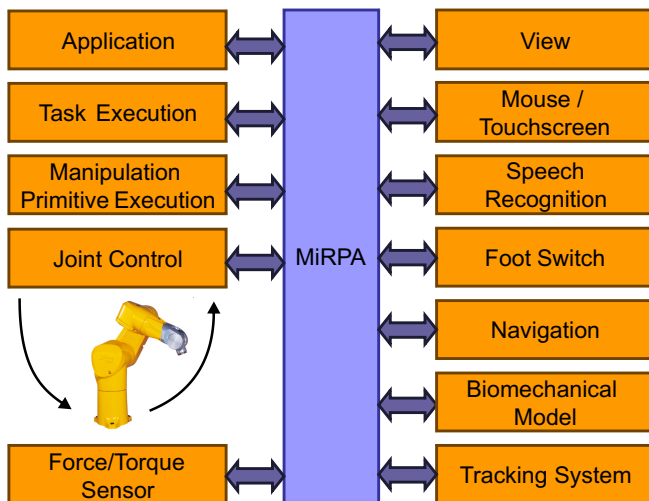 Application
Task Execution
Manipulation
Primitive Execution
Joint Control
Force/Torque
Sensor
MiRPA
View
Mouse /
Touchscreen
Speech
Recognition
Foot Switch
Navigation
Biomechanical
Model
Tracking System